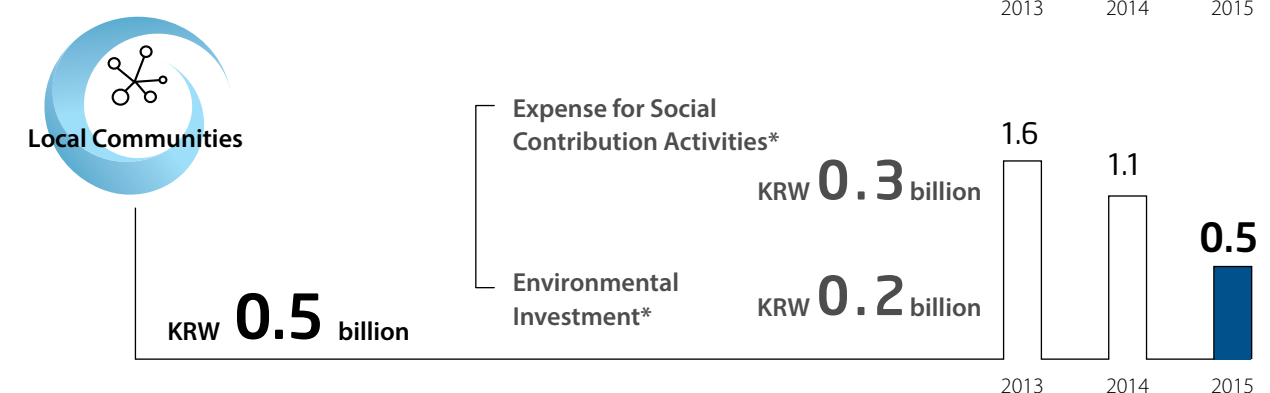 2013 2014 2015
Local Communities
Expense for Social
Contribution Activities*
KRW 0.3 billion
Environmental
Investment*
KRW 0.2 billion
KRW 0.5 billion
1.6
1.1
0.5
2013 2014 2015